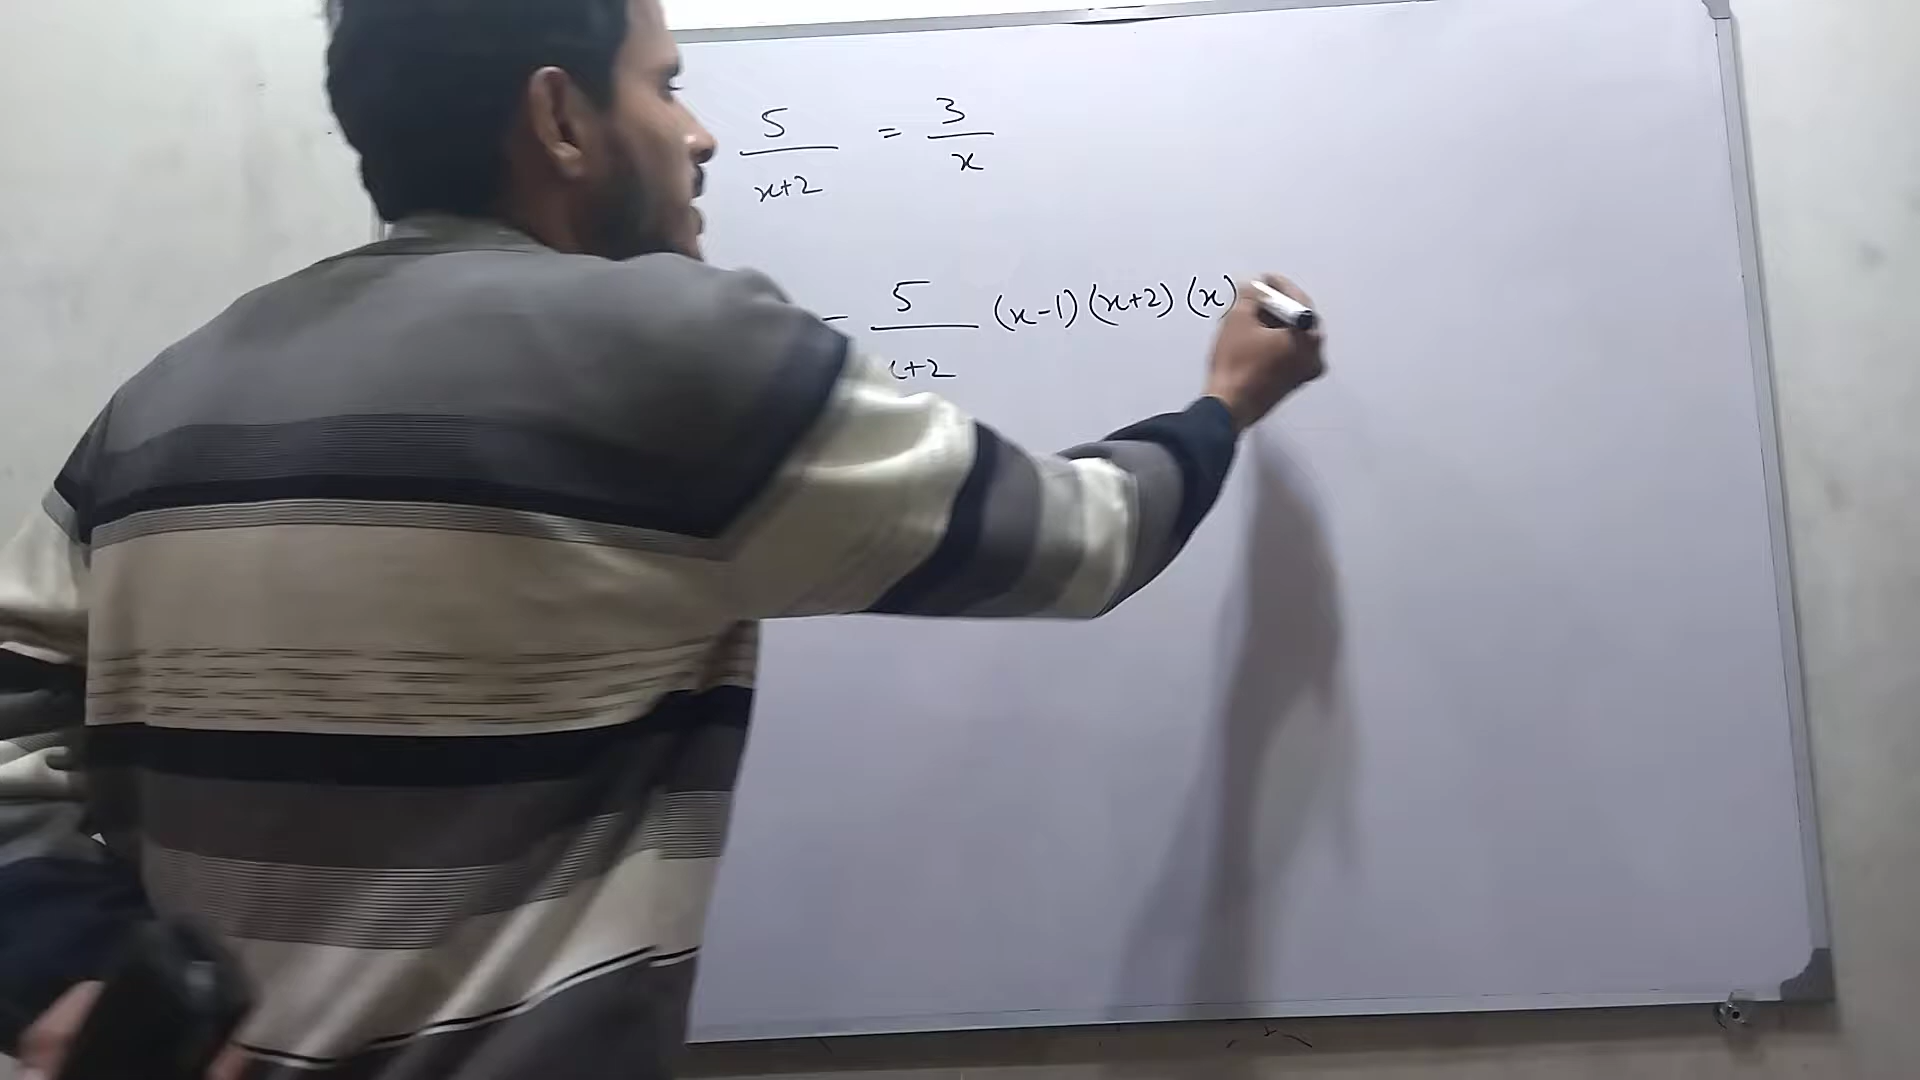 5/(x+2) = 3/x
- 5/(x+2) (x-1)(x+2)(x)